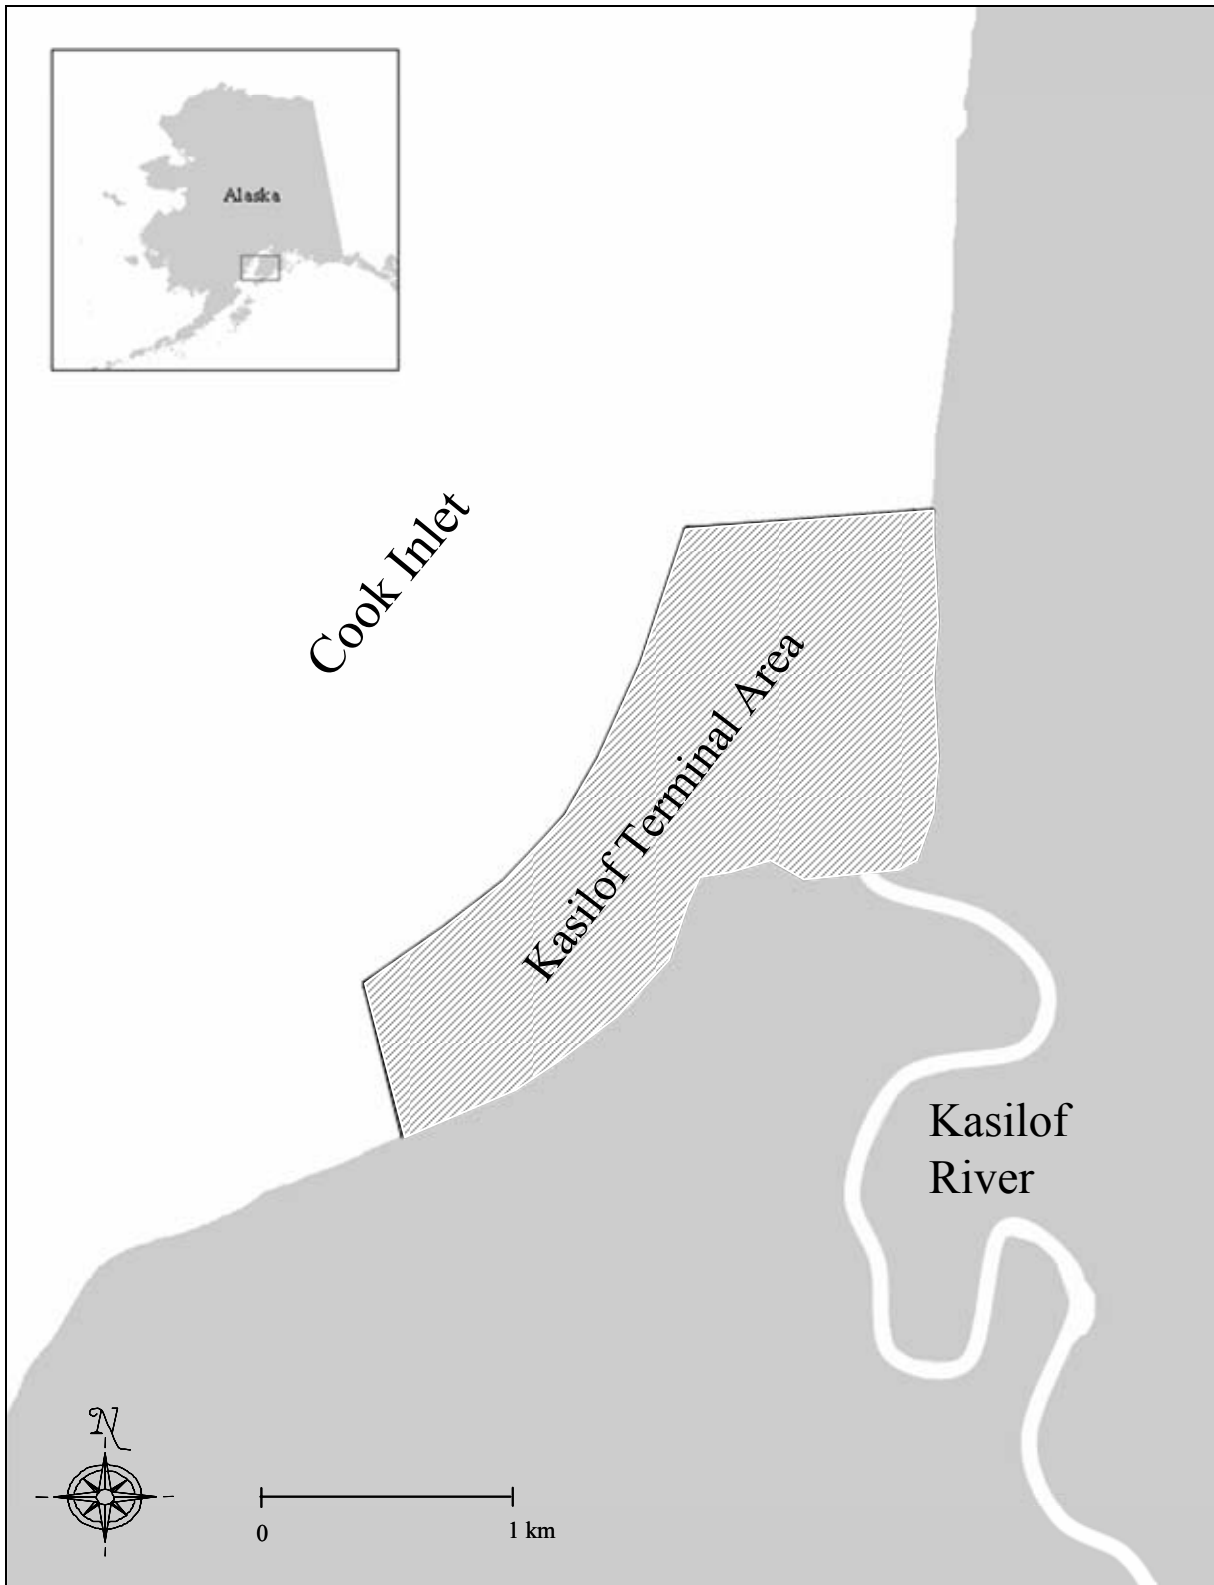 Alaska
Cook Inlet
Kasilof Terminal Area
Kasilof
River
N
0
1 km